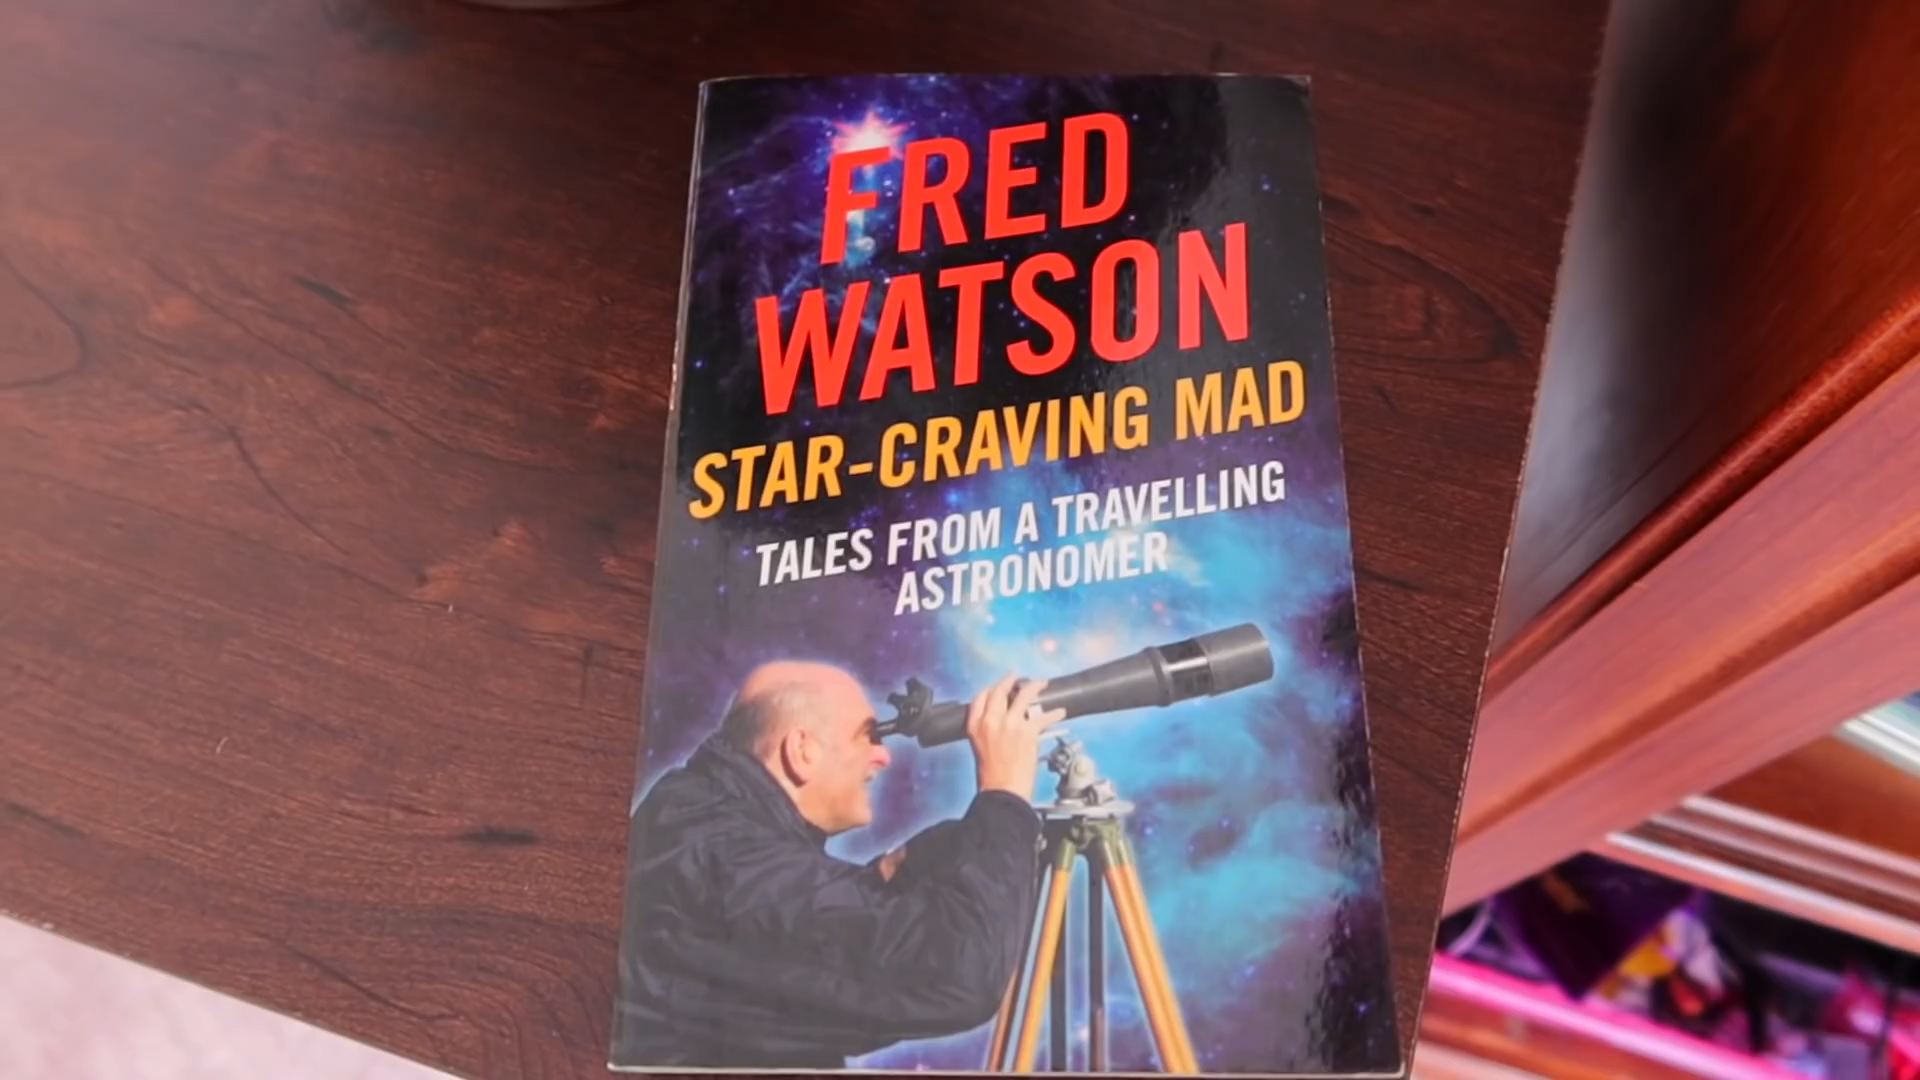 FRED
WATSON
STAR-CRAVING MAD
TALES FROM A TRAVELLING
ASTRONOMER